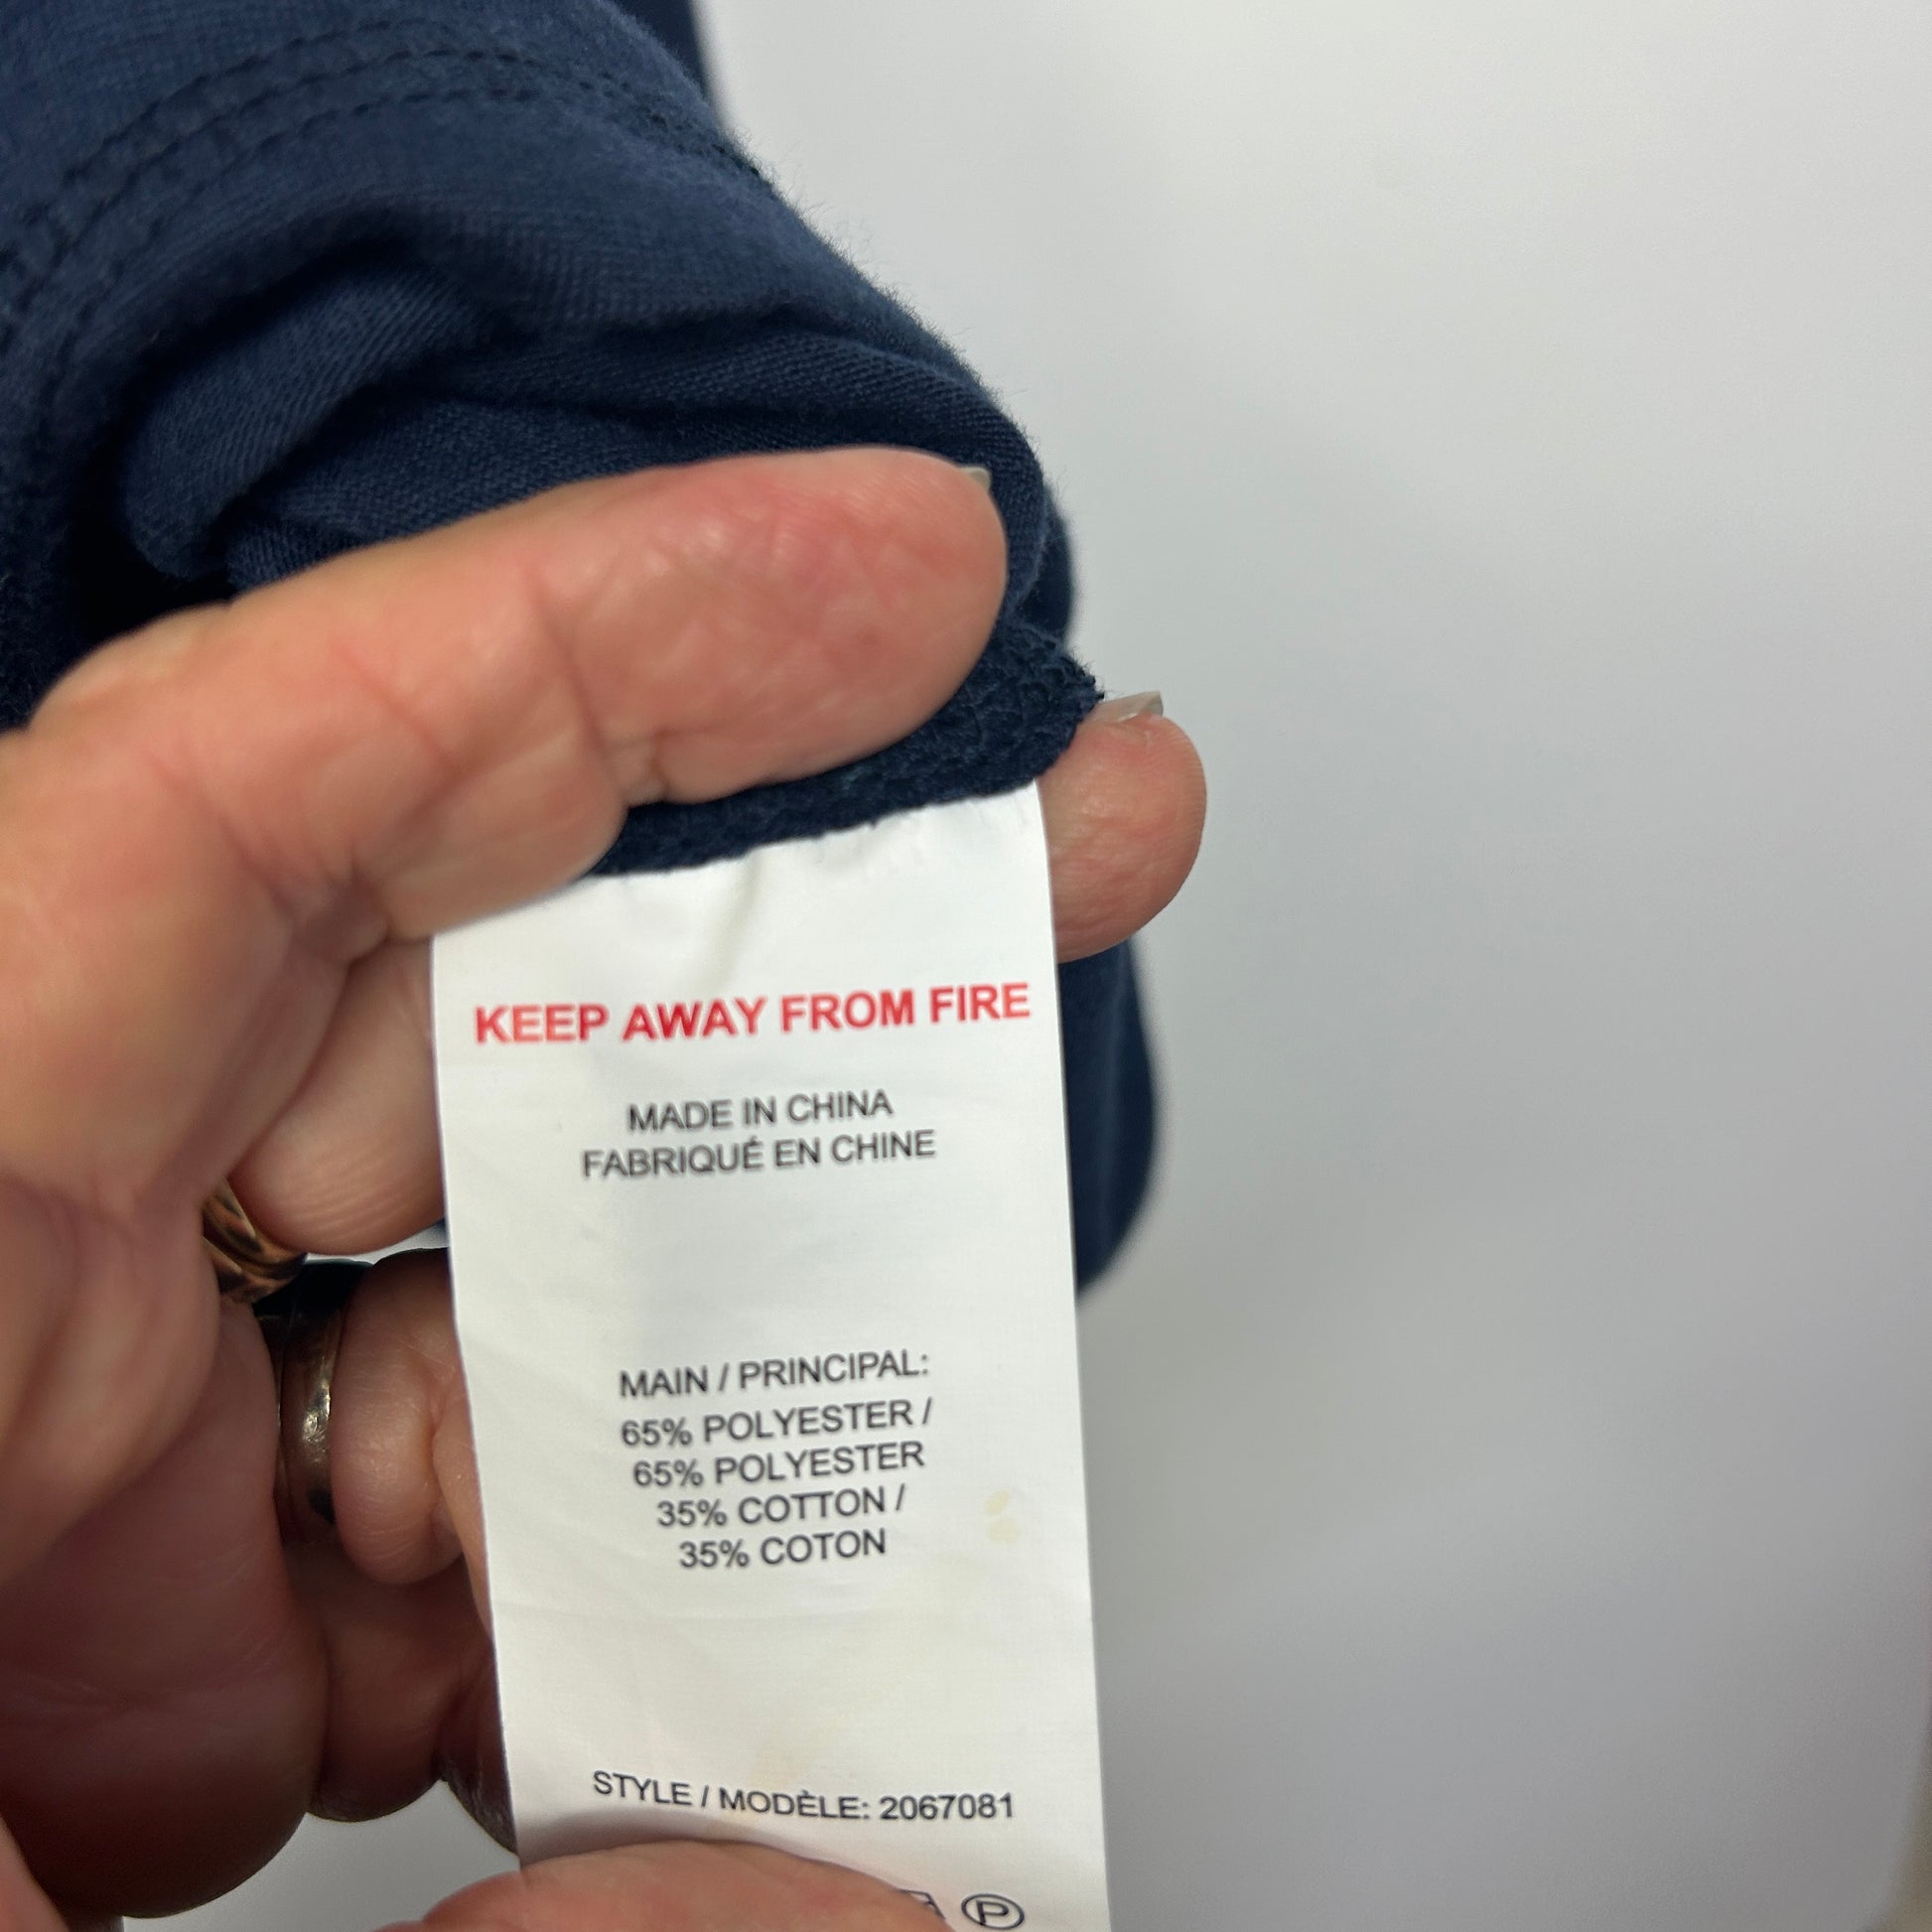 KEEP AWAY FROM FIRE
MADE IN CHINA
FABRIQUÉ EN CHINE
MAIN / PRINCIPAL:
65% POLYESTER /
65% POLYESTER
35% COTTON /
35% COTON
STYLE / MODÈLE: 2067081
P